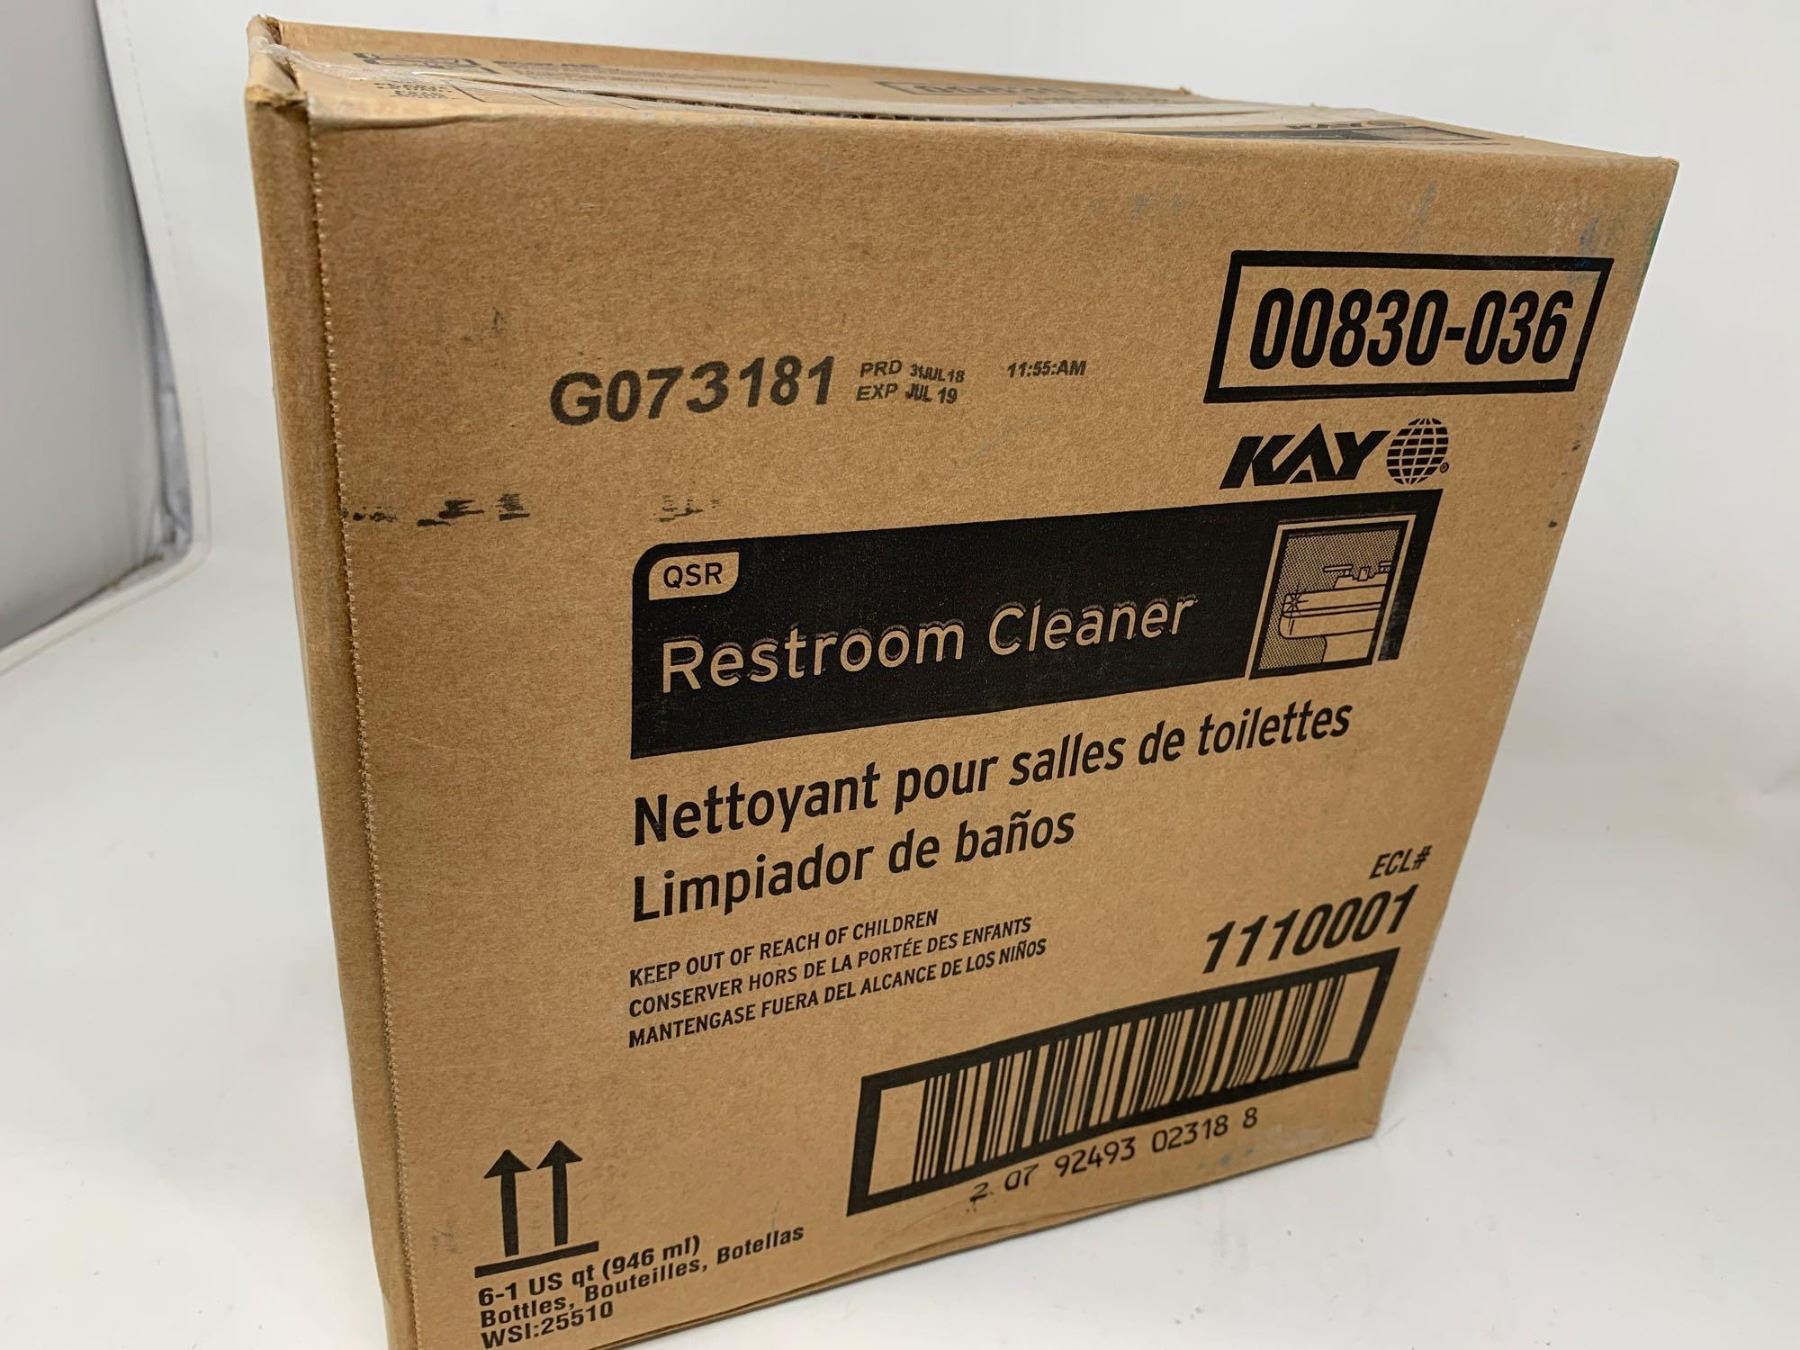 00830-036
G073181 PRD 31JUL18 11:55:AM
EXP JUL 19
KAY
QSR
Restroom Cleaner
Nettoyant pour salles de toilettes
Limpiador de baños
KEEP OUT OF REACH OF CHILDREN
CONSERVER HORS DE LA PORTÉE DES ENFANTS
MANTENGASE FUERA DEL ALCANCE DE LOS NIÑOS
ECL#
1110001
2 07 92493 02318 8
6-1 US qt (946 ml)
Bottles, Bouteilles, Botellas
WSI:25510